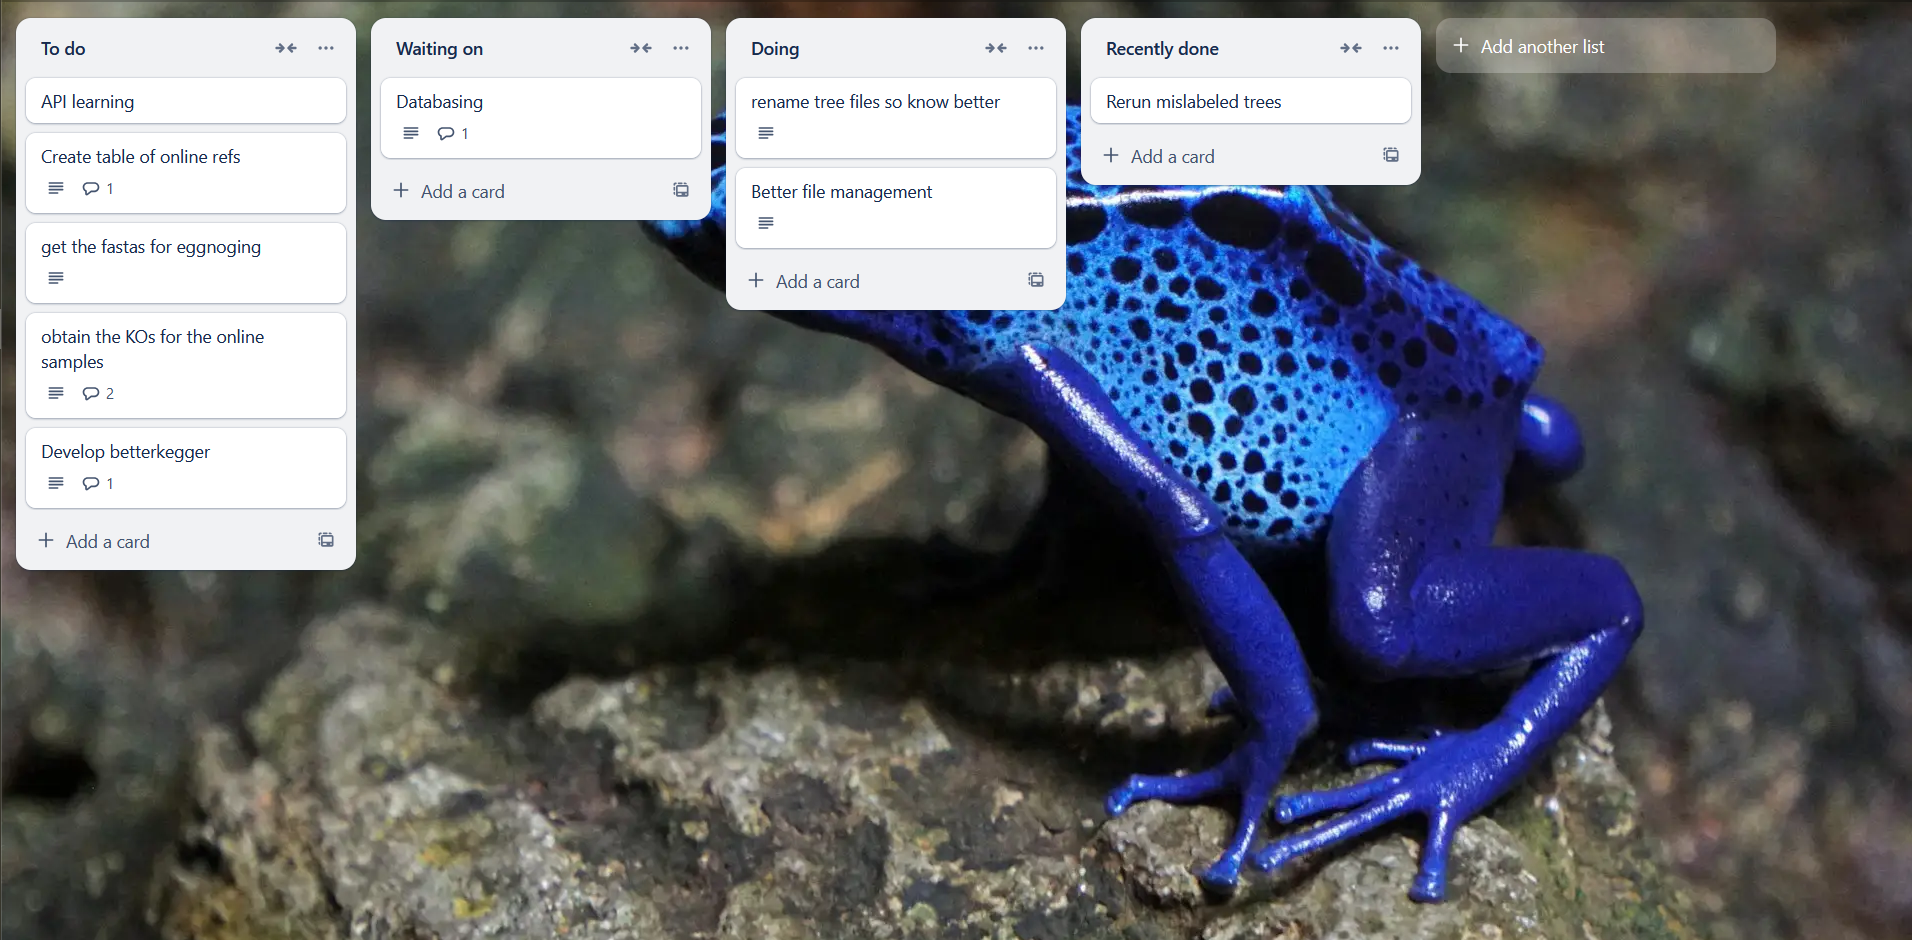 To do
API learning
Create table of online refs
1
get the fastas for eggnoging
obtain the KOs for the online
samples
2
Develop betterkegger
1
Add a card
Waiting on
Databasing
1
Add a card
Doing
rename tree files so know better
Better file management
Add a card
Recently done
Rerun mislabeled trees
Add a card
Add another list